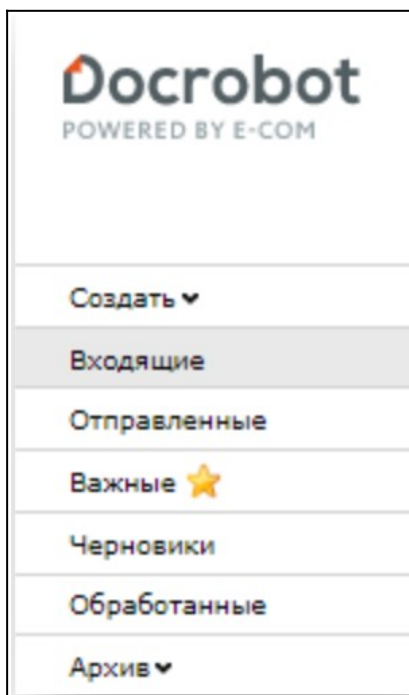 Docrobot
POWERED BY E-COM
Создать
Входящие
Отправленные
Важные
Черновики
Обработанные
Архив